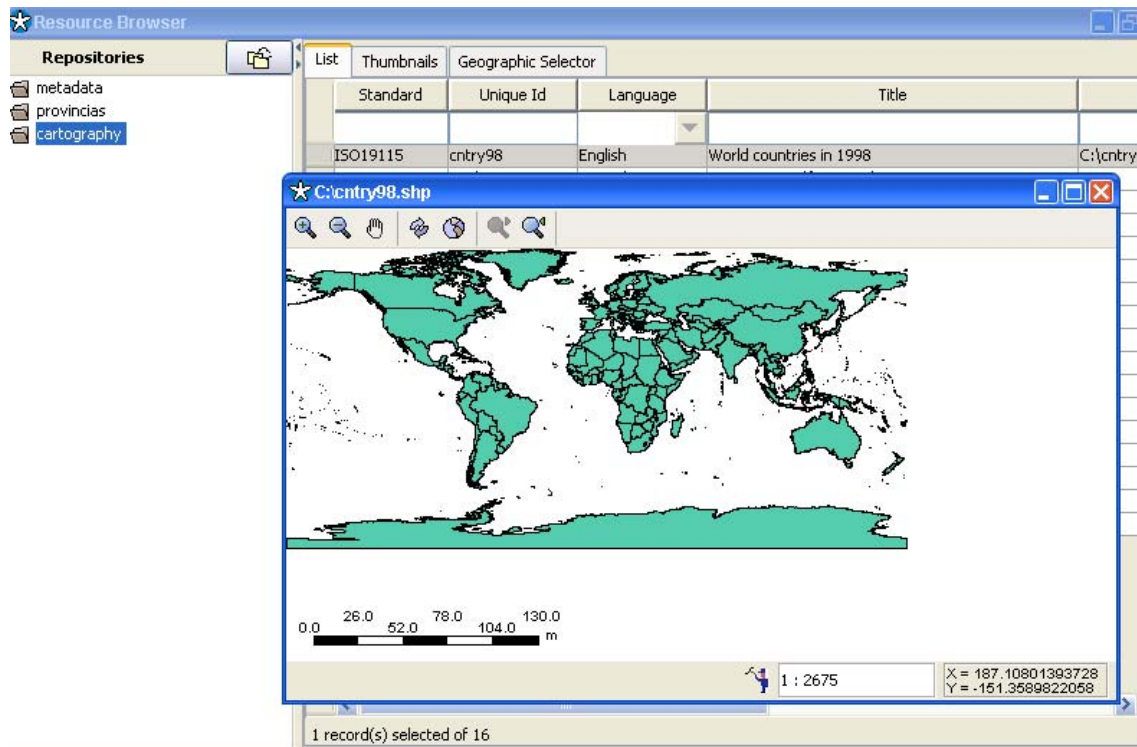 Resource Browser
Repositories
metadata
provincias
cartography
List Thumbnails Geographic Selector
Standard Unique Id Language Title
ISO19115 cntry98 English World countries in 1998 C:\cntry
C:\cntry98.shp
0.0 26.0 52.0 78.0 104.0 130.0 m
1 : 2675
X = 187.10801393728
Y = -151.3589822058
1 record(s) selected of 16